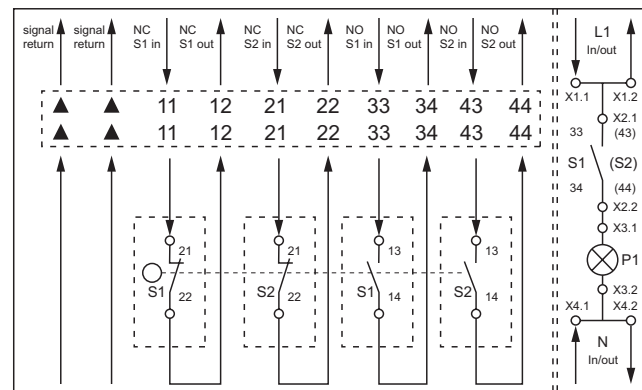 signal return
signal return
NC S1 in
NC S1 out
NC S2 in
NC S2 out
NO S1 in
NO S1 out
NO S2 in
NO S2 out
▲ ▲ 11 12 21 22 33 34 43 44
▲ ▲ 11 12 21 22 33 34 43 44
21
S1
22
21
S2
22
13
S1
14
13
S2
14
L1
In/out
X1.1 X1.2
X2.1
33 (43)
S1 (S2)
34 (44)
X2.2
X3.1
P1
X3.2
X4.1 X4.2
N
In/out